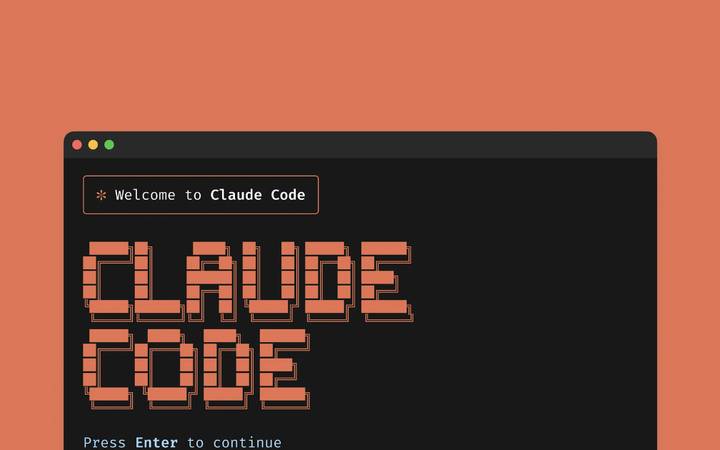 ✻ Welcome to Claude Code
CLAUDE
CODE
Press Enter to continue